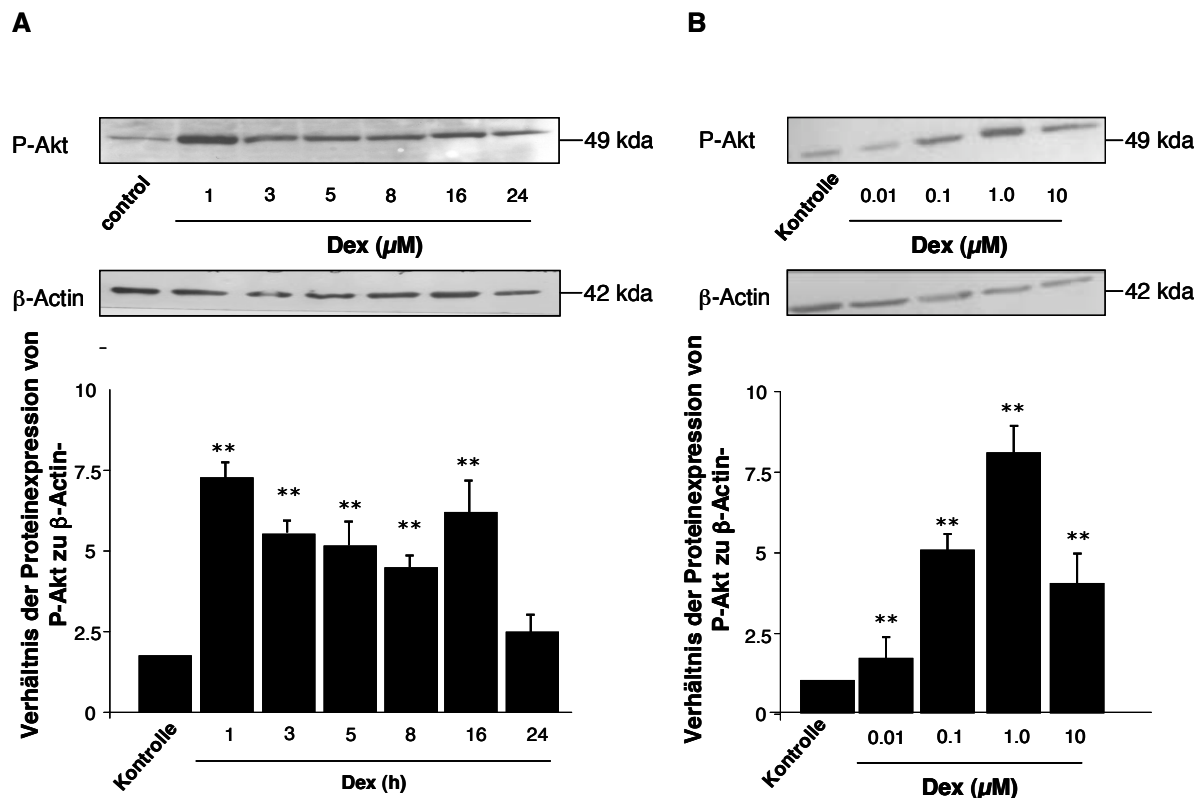 A
P-Akt
49 kda
control 1 3 5 8 16 24
Dex (µM)
β-Actin
42 kda
Verhältnis der Proteinexpression von
P-Akt zu β-Actin-
10
7.5
5
2.5
0
** ** ** ** **
Kontrolle 1 3 5 8 16 24
Dex (h)
B
P-Akt
49 kda
Kontrolle 0.01 0.1 1.0 10
Dex (µM)
β-Actin
42 kda
Verhältnis der Proteinexpression von
P-Akt zu β-Actin-
10
7.5
5
2.5
0
** ** ** **
Kontrolle 0.01 0.1 1.0 10
Dex (µM)